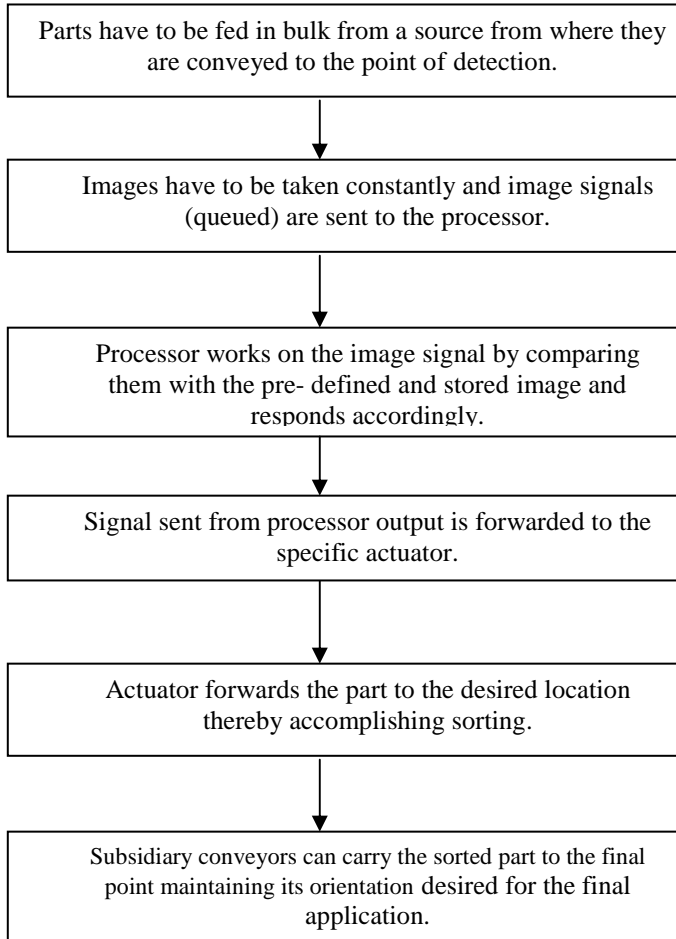 Parts have to be fed in bulk from a source from where they
are conveyed to the point of detection.
Images have to be taken constantly and image signals
(queued) are sent to the processor.
Processor works on the image signal by comparing
them with the pre- defined and stored image and
responds accordingly.
Signal sent from processor output is forwarded to the
specific actuator.
Actuator forwards the part to the desired location
thereby accomplishing sorting.
Subsidiary conveyors can carry the sorted part to the final
point maintaining its orientation desired for the final
application.